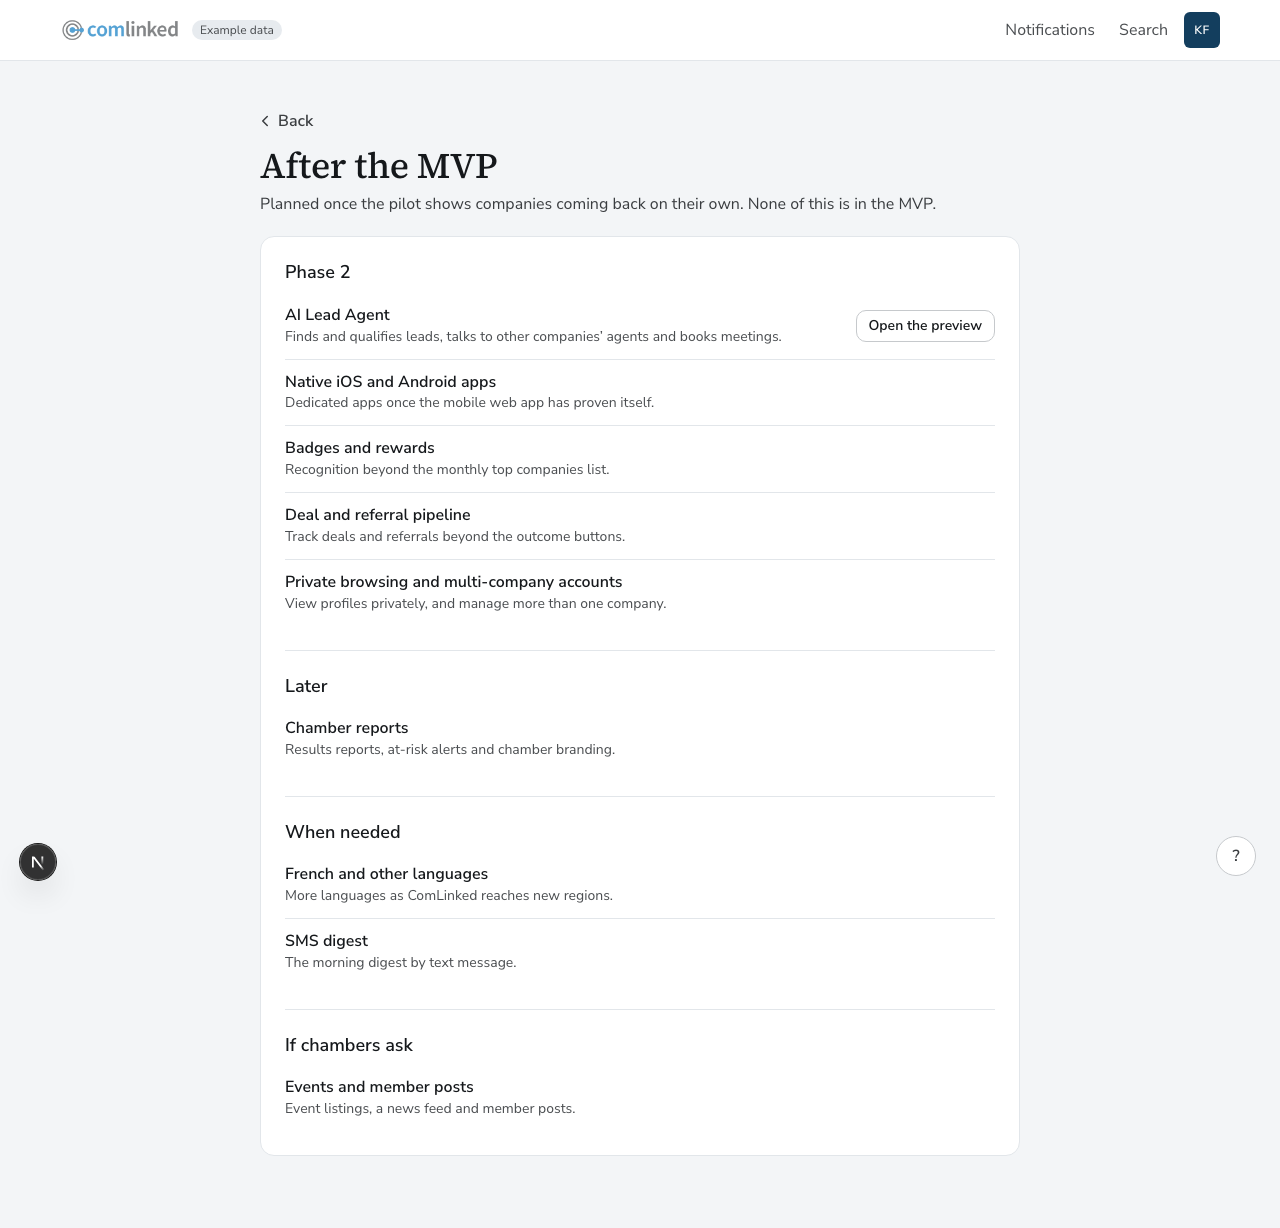 comlinked Example data Notifications Search KF
Back
After the MVP
Planned once the pilot shows companies coming back on their own. None of this is in the MVP.
Phase 2
AI Lead Agent
Finds and qualifies leads, talks to other companies’ agents and books meetings.
Open the preview
Native iOS and Android apps
Dedicated apps once the mobile web app has proven itself.
Badges and rewards
Recognition beyond the monthly top companies list.
Deal and referral pipeline
Track deals and referrals beyond the outcome buttons.
Private browsing and multi-company accounts
View profiles privately, and manage more than one company.
Later
Chamber reports
Results reports, at-risk alerts and chamber branding.
When needed
French and other languages
More languages as ComLinked reaches new regions.
N
?
SMS digest
The morning digest by text message.
If chambers ask
Events and member posts
Event listings, a news feed and member posts.